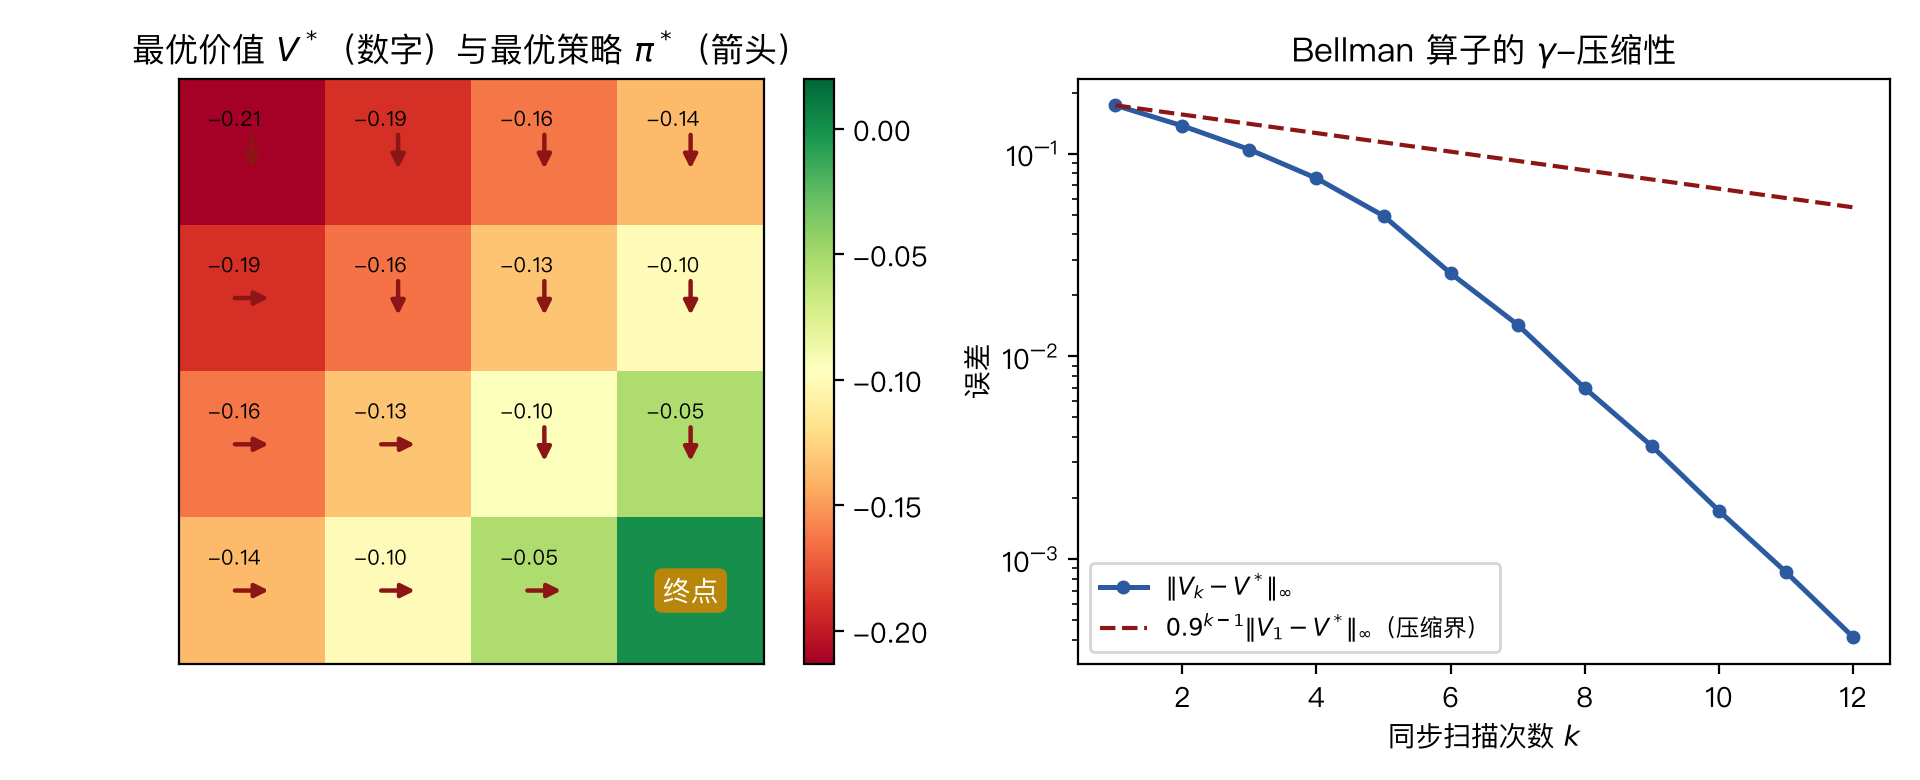 最优价值 V*（数字）与最优策略 π*（箭头）
−0.21 −0.19 −0.16 −0.14
−0.19 −0.16 −0.13 −0.10
−0.16 −0.13 −0.10 −0.05
−0.14 −0.10 −0.05
终点
0.00
−0.05
−0.10
−0.15
−0.20
Bellman 算子的 γ−压缩性
误差
10⁻¹
10⁻²
10⁻³
‖Vₖ − V*‖∞
0.9ᵏ⁻¹‖V₁ − V*‖∞（压缩界）
2 4 6 8 10 12
同步扫描次数 k